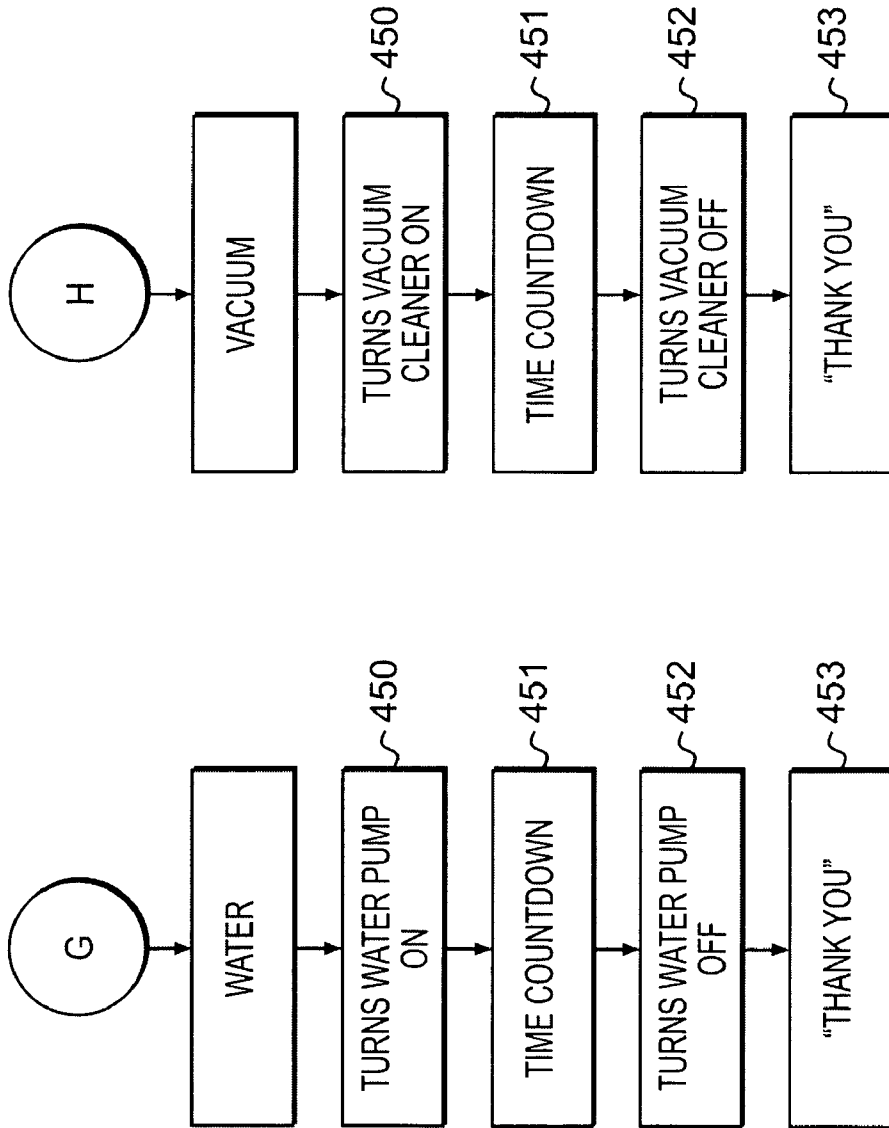 G
WATER
TURNS WATER PUMP
ON
450
TIME COUNTDOWN
451
TURNS WATER PUMP
OFF
452
“THANK YOU”
453
H
VACUUM
TURNS VACUUM
CLEANER ON
450
TIME COUNTDOWN
451
TURNS VACUUM
CLEANER OFF
452
“THANK YOU”
453